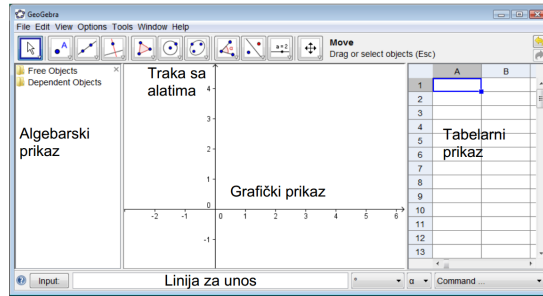 GeoGebra
File Edit View Options Tools Window Help
A
a=2
Move
Drag or select objects (Esc)
Free Objects
Dependent Objects
Algebarski
prikaz
Traka sa
alatima
Grafički prikaz
4
3
2
1
0
-1
-2 -1 0 1 2 3 4 5 6
A B
1
2
3
4
5
6
7
8
9
10
11
12
13
Tabelarni
prikaz
Input:
Linija za unos
° α Command ...